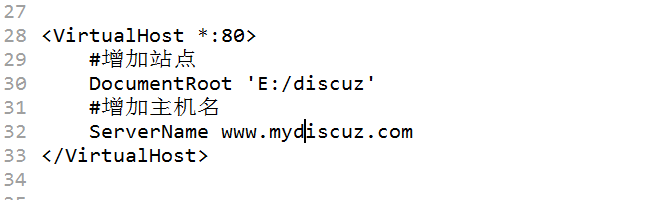 27
28 <VirtualHost *:80>
29     #增加站点
30     DocumentRoot 'E:/discuz'
31     #增加主机名
32     ServerName www.mydiscuz.com
33 </VirtualHost>
34